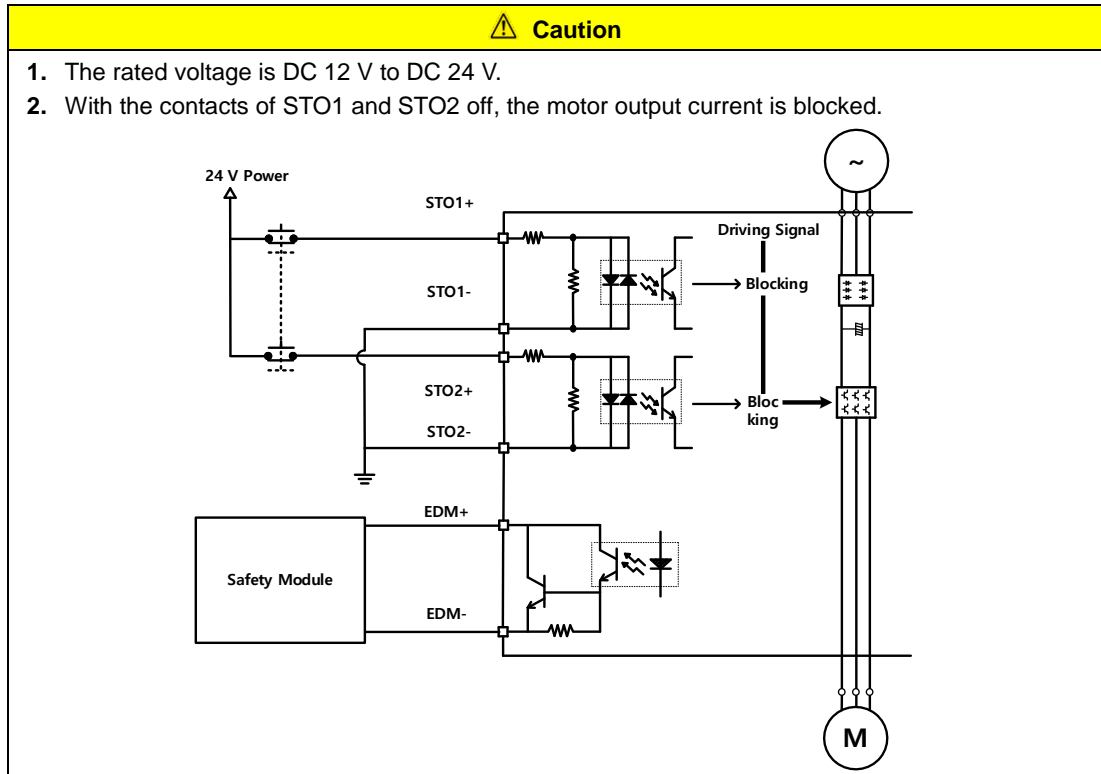 Caution
1. The rated voltage is DC 12 V to DC 24 V.
2. With the contacts of STO1 and STO2 off, the motor output current is blocked.
~
24 V Power
STO1+
Driving Signal
STO1-
Blocking
STO2+
Bloc
king
STO2-
EDM+
Safety Module
EDM-
M